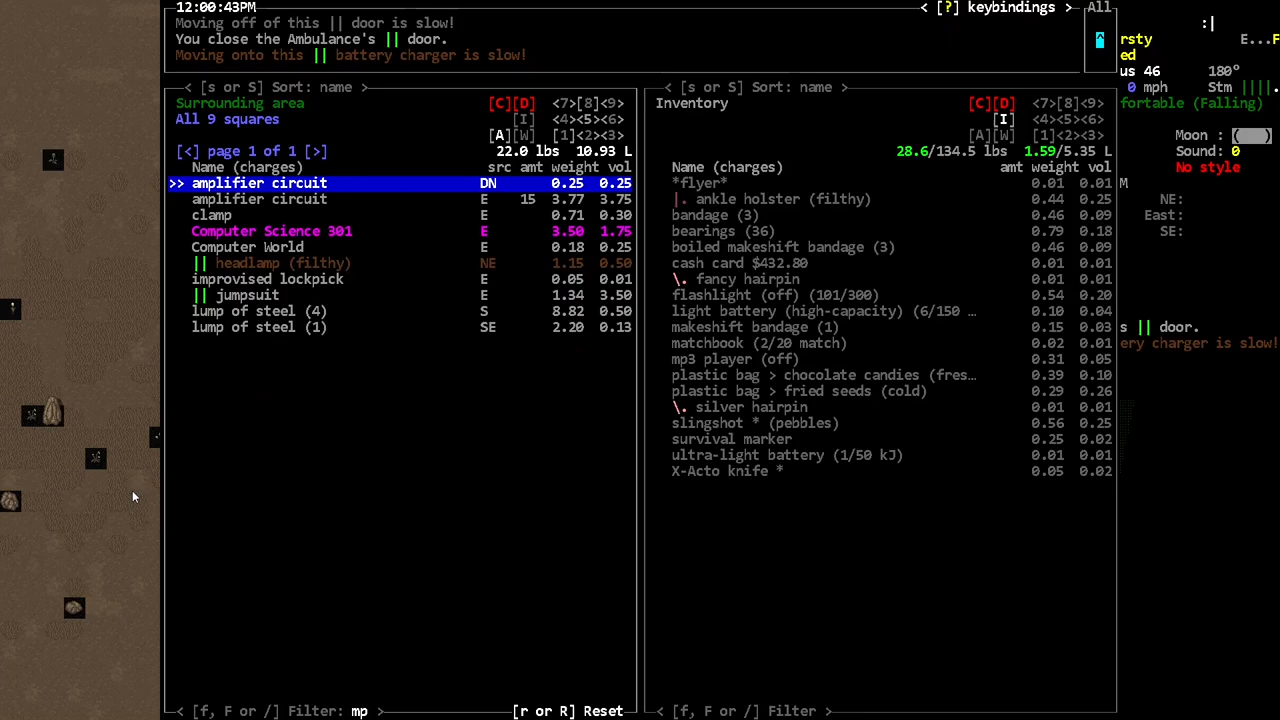 12:00:43PM
< [?] keybindings >
All
:|
Moving off of this || door is slow!
You close the Ambulance's || door.
^
rsty E...F
Moving onto this || battery charger is slow!
ed
us 46 180°
< [s or S] Sort: name >
< [s or S] Sort: name >
0 mph Stm ||||.
Surrounding area [C][D] <7>[8]<9>
Inventory [C][D] <7>[8]<9>
fortable (Falling)
All 9 squares [I] <4><5><6>
[I] <4><5><6>
[A][W] [1]<2><3>
[A][W] [1]<2><3>
Moon : ( )
[<] page 1 of 1 [>] 22.0 lbs 10.93 L
28.6/134.5 lbs 1.59/5.35 L
Sound: 0
Name (charges) src amt weight vol
Name (charges) amt weight vol
No style
>> amplifier circuit DN 0.25 0.25
*flyer* 0.01 0.01
M
amplifier circuit E 15 3.77 3.75
|. ankle holster (filthy) 0.44 0.25
NE:
clamp E 0.71 0.30
bandage (3) 0.46 0.09
East:
Computer Science 301 E 3.50 1.75
bearings (36) 0.79 0.18
SE:
Computer World E 0.18 0.25
boiled makeshift bandage (3) 0.46 0.09
|| headlamp (filthy) NE 1.15 0.50
cash card $432.80 0.01 0.01
improvised lockpick E 0.05 0.01
\. fancy hairpin 0.01 0.01
|| jumpsuit E 1.34 3.50
flashlight (off) (101/300) 0.54 0.20
lump of steel (4) S 8.82 0.50
light battery (high-capacity) (6/150 … 0.10 0.04
lump of steel (1) SE 2.20 0.13
makeshift bandage (1) 0.15 0.03
s || door.
matchbook (2/20 match) 0.02 0.01
ery charger is slow!
mp3 player (off) 0.31 0.05
plastic bag > chocolate candies (fres… 0.39 0.10
plastic bag > fried seeds (cold) 0.29 0.26
\. silver hairpin 0.01 0.01
slingshot * (pebbles) 0.56 0.25
survival marker 0.25 0.02
ultra-light battery (1/50 kJ) 0.01 0.01
X-Acto knife * 0.05 0.02
< [f, F or /] Filter: mp > [r or R] Reset
< [f, F or /] Filter >